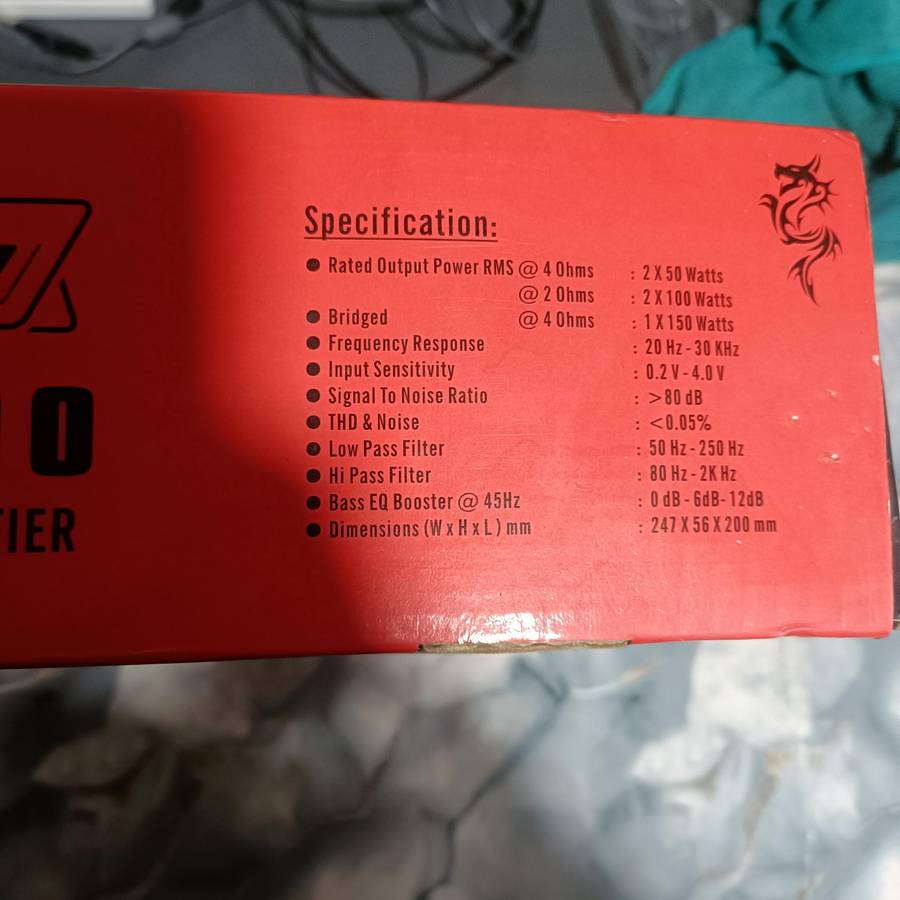 Specification:
● Rated Output Power RMS @ 4 Ohms : 2 X 50 Watts
@ 2 Ohms : 2 X 100 Watts
● Bridged @ 4 Ohms : 1 X 150 Watts
● Frequency Response : 20 Hz - 30 KHz
● Input Sensitivity : 0.2 V - 4.0 V
● Signal To Noise Ratio : >80 dB
● THD & Noise : <0.05%
● Low Pass Filter : 50 Hz - 250 Hz
● Hi Pass Filter : 80 Hz - 2K Hz
● Bass EQ Booster @ 45Hz : 0 dB - 6dB- 12dB
● Dimensions (W x H x L ) mm : 247 X 56 X 200 mm
0
IER